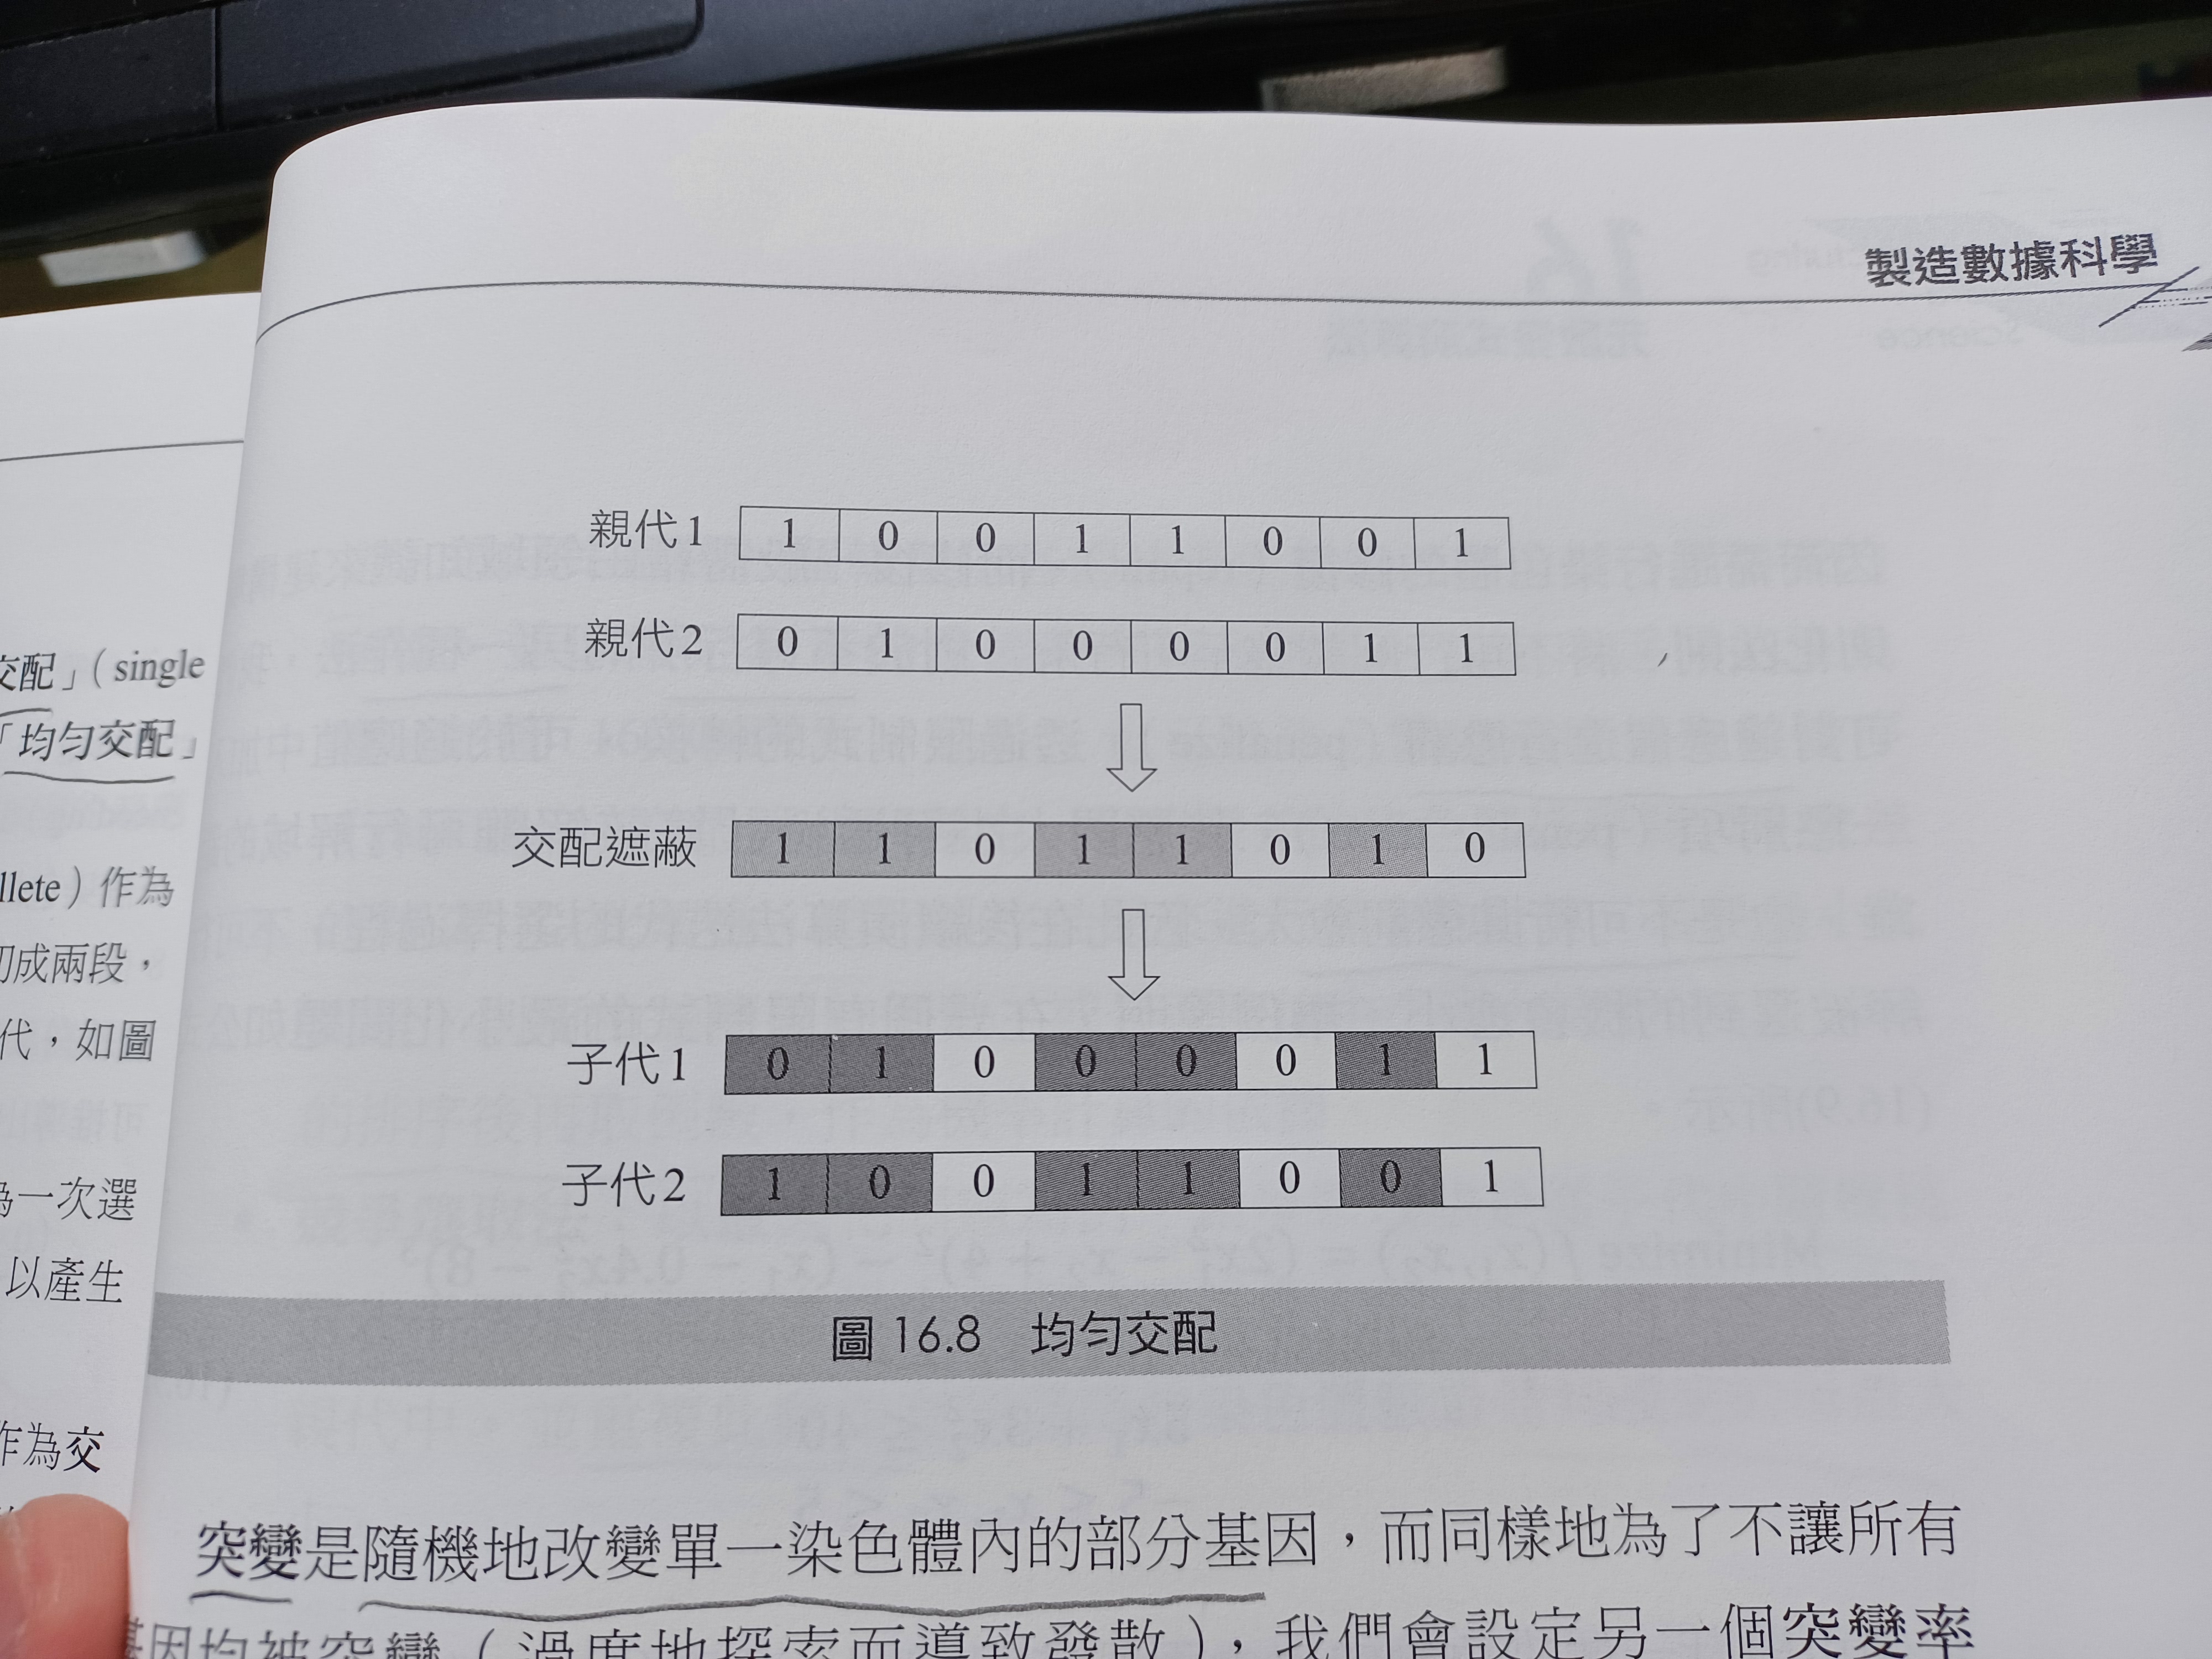 製造數據科學
交配」(single
「均勻交配」
llete)作為
成兩段,
代,如圖
一次選
以產生
作為交
親代1 1 0 0 1 1 0 0 1
親代2 0 1 0 0 0 0 1 1
交配遮蔽 1 1 0 1 1 0 1 0
子代1 0 1 0 0 0 0 1 1
子代2 1 0 0 1 1 0 0 1
圖 16.8 均勻交配
突變是隨機地改變單一染色體內的部分基因,而同樣地為了不讓所有
基因均被突變(過度地探索而導致發散),我們會設定另一個突變率